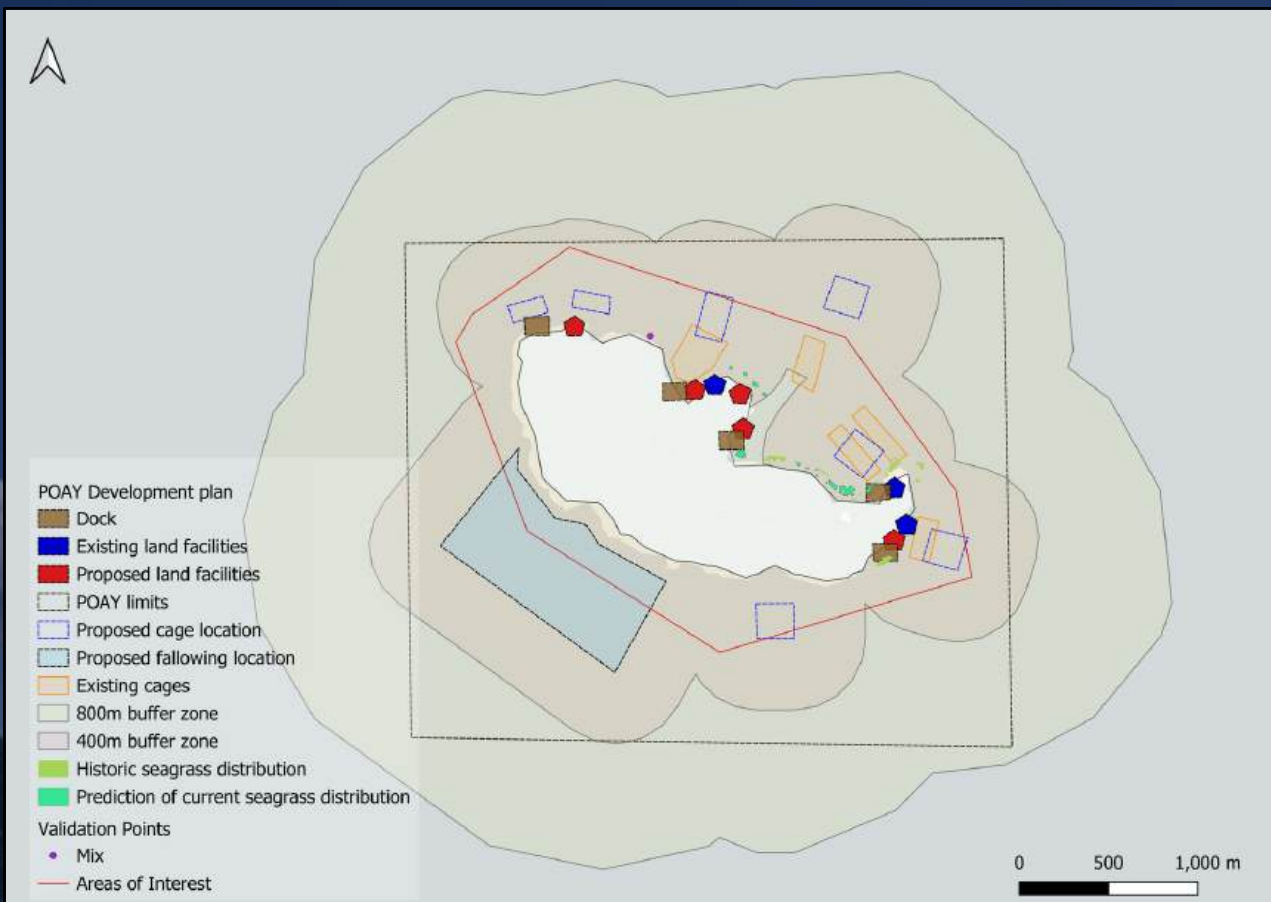 POAY Development plan
Dock
Existing land facilities
Proposed land facilities
POAY limits
Proposed cage location
Proposed fallowing location
Existing cages
800m buffer zone
400m buffer zone
Historic seagrass distribution
Prediction of current seagrass distribution
Validation Points
Mix
Areas of Interest
0 500 1,000 m